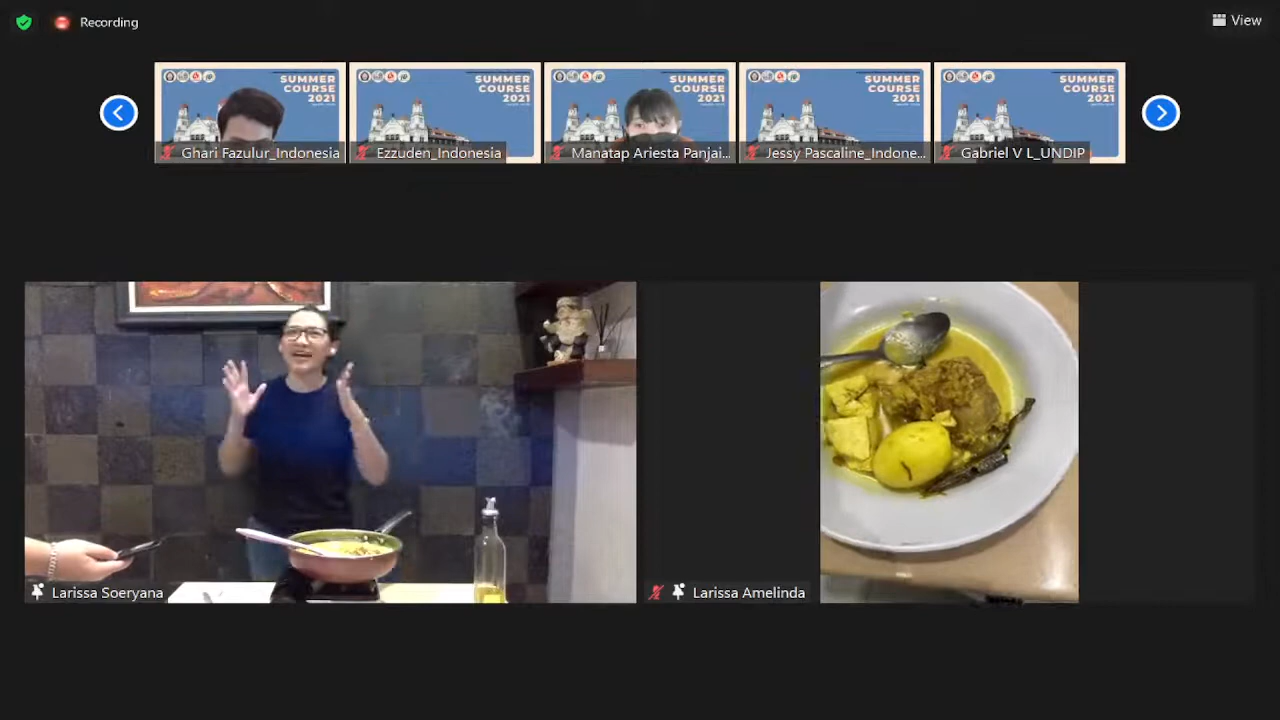 Recording
View
SUMMER
COURSE
2021
Ghari Fazulur_Indonesia
SUMMER
COURSE
2021
Ezzuden_Indonesia
SUMMER
COURSE
2021
Manatap Ariesta Panjai...
SUMMER
COURSE
2021
Jessy Pascaline_Indone...
SUMMER
COURSE
2021
Gabriel V L_UNDIP
Larissa Soeryana
Larissa Amelinda